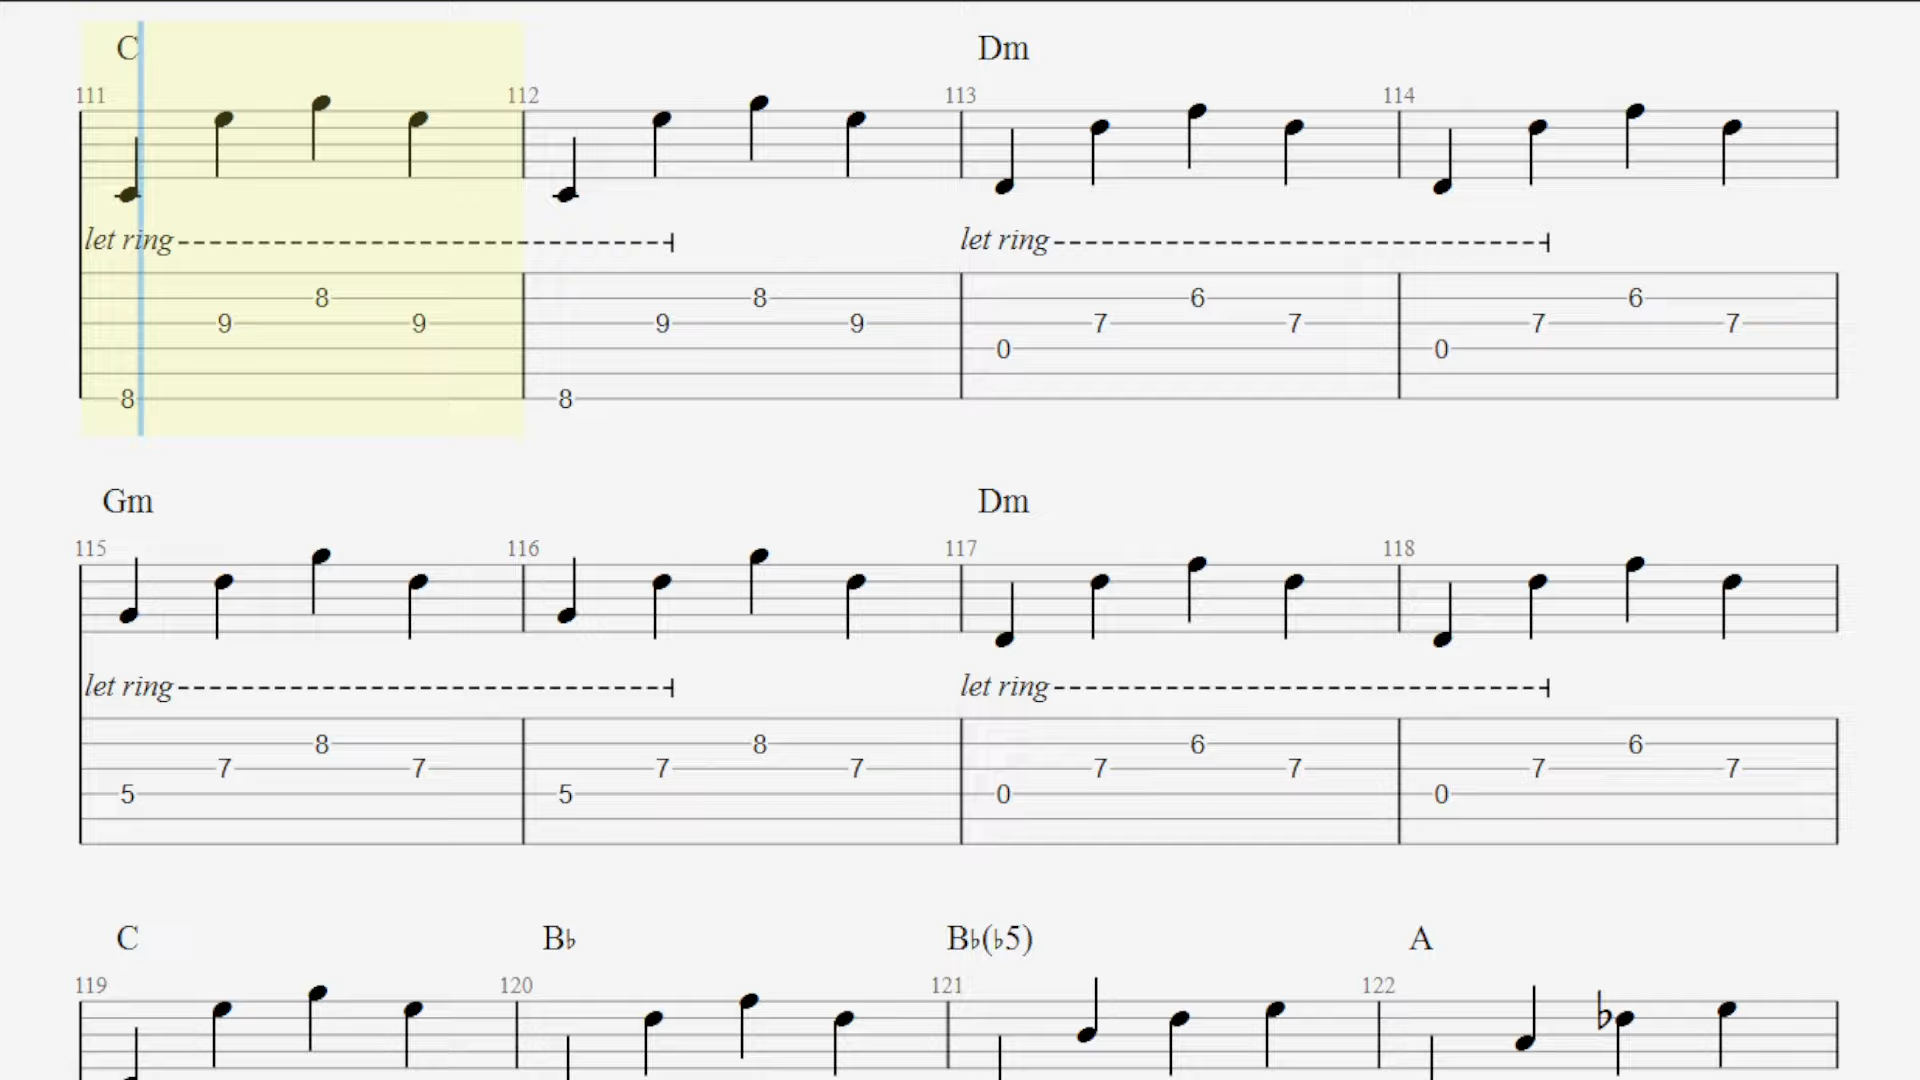 C Dm
111 112 113 114
let ring let ring
8 8 6 6
9 9 9 9 7 7 7 7
0 0
8 8
Gm Dm
115 116 117 118
let ring let ring
8 8 6 6
7 7 7 7 7 7 7 7
5 5 0 0
C B♭ B♭(♭5) A
119 120 121 122